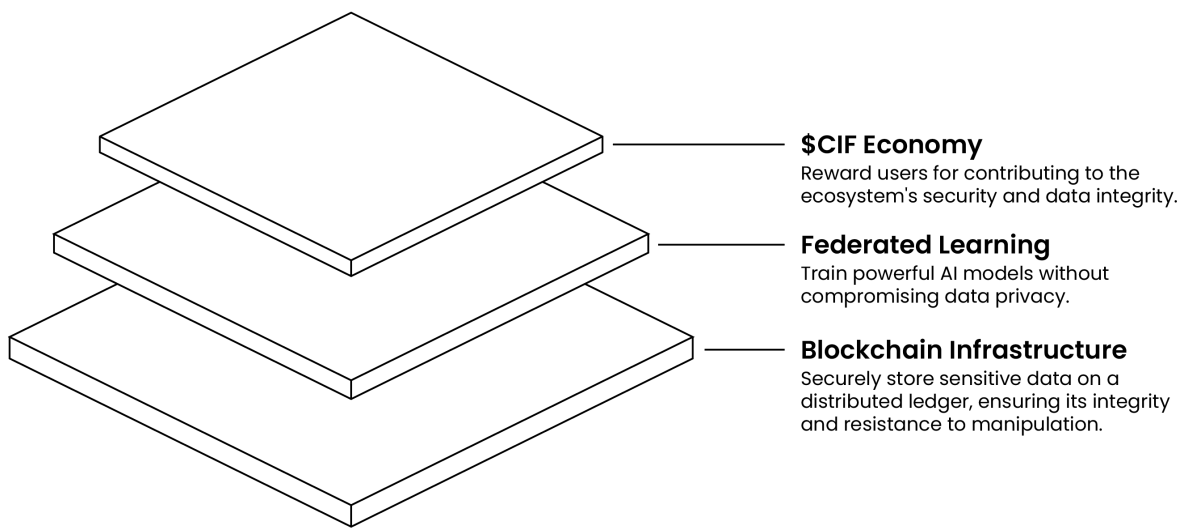 $CIF Economy
Reward users for contributing to the
ecosystem's security and data integrity.
Federated Learning
Train powerful AI models without
compromising data privacy.
Blockchain Infrastructure
Securely store sensitive data on a
distributed ledger, ensuring its integrity
and resistance to manipulation.